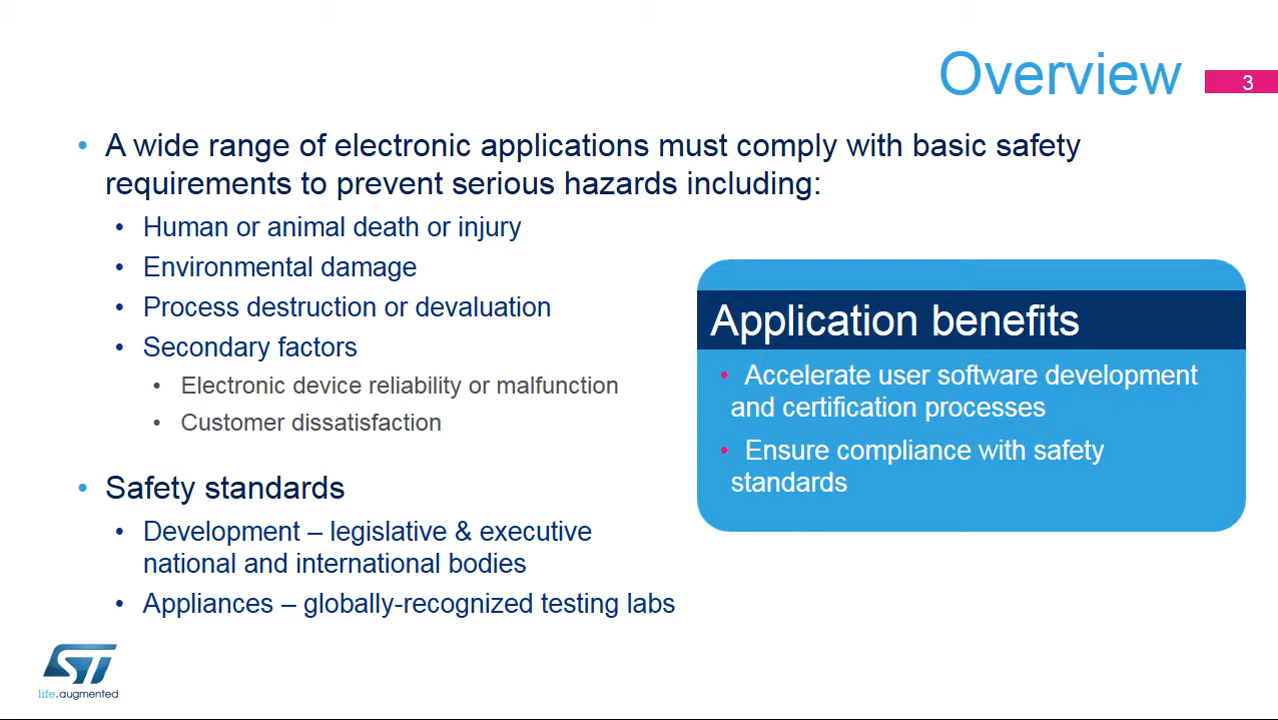 Overview
3
• A wide range of electronic applications must comply with basic safety
requirements to prevent serious hazards including:
• Human or animal death or injury
• Environmental damage
• Process destruction or devaluation
• Secondary factors
• Electronic device reliability or malfunction
• Customer dissatisfaction
• Safety standards
• Development – legislative & executive
national and international bodies
• Appliances – globally-recognized testing labs
Application benefits
• Accelerate user software development
and certification processes
• Ensure compliance with safety
standards
ST
life.augmented